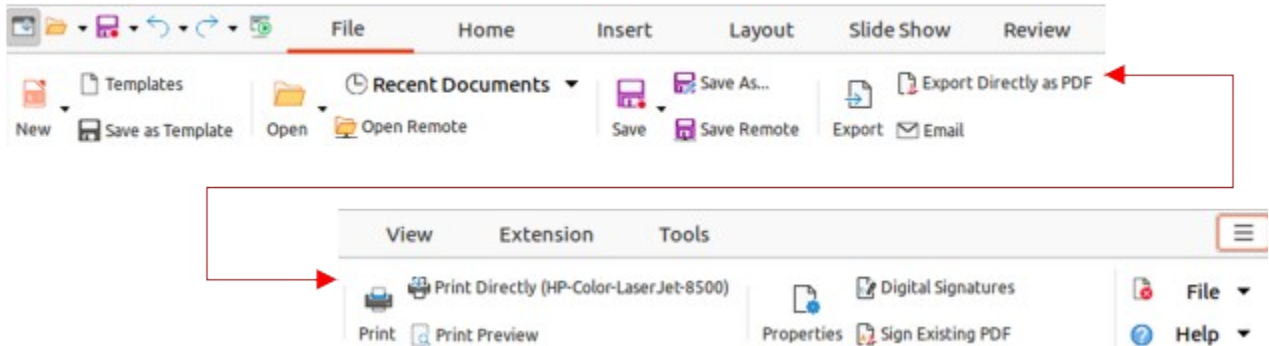 File Home Insert Layout Slide Show Review
Templates Recent Documents Save As... Export Directly as PDF
New Save as Template Open Open Remote Save Save Remote Export Email
View Extension Tools
Print Directly (HP-Color-LaserJet-8500) Digital Signatures File
Print Print Preview Properties Sign Existing PDF Help